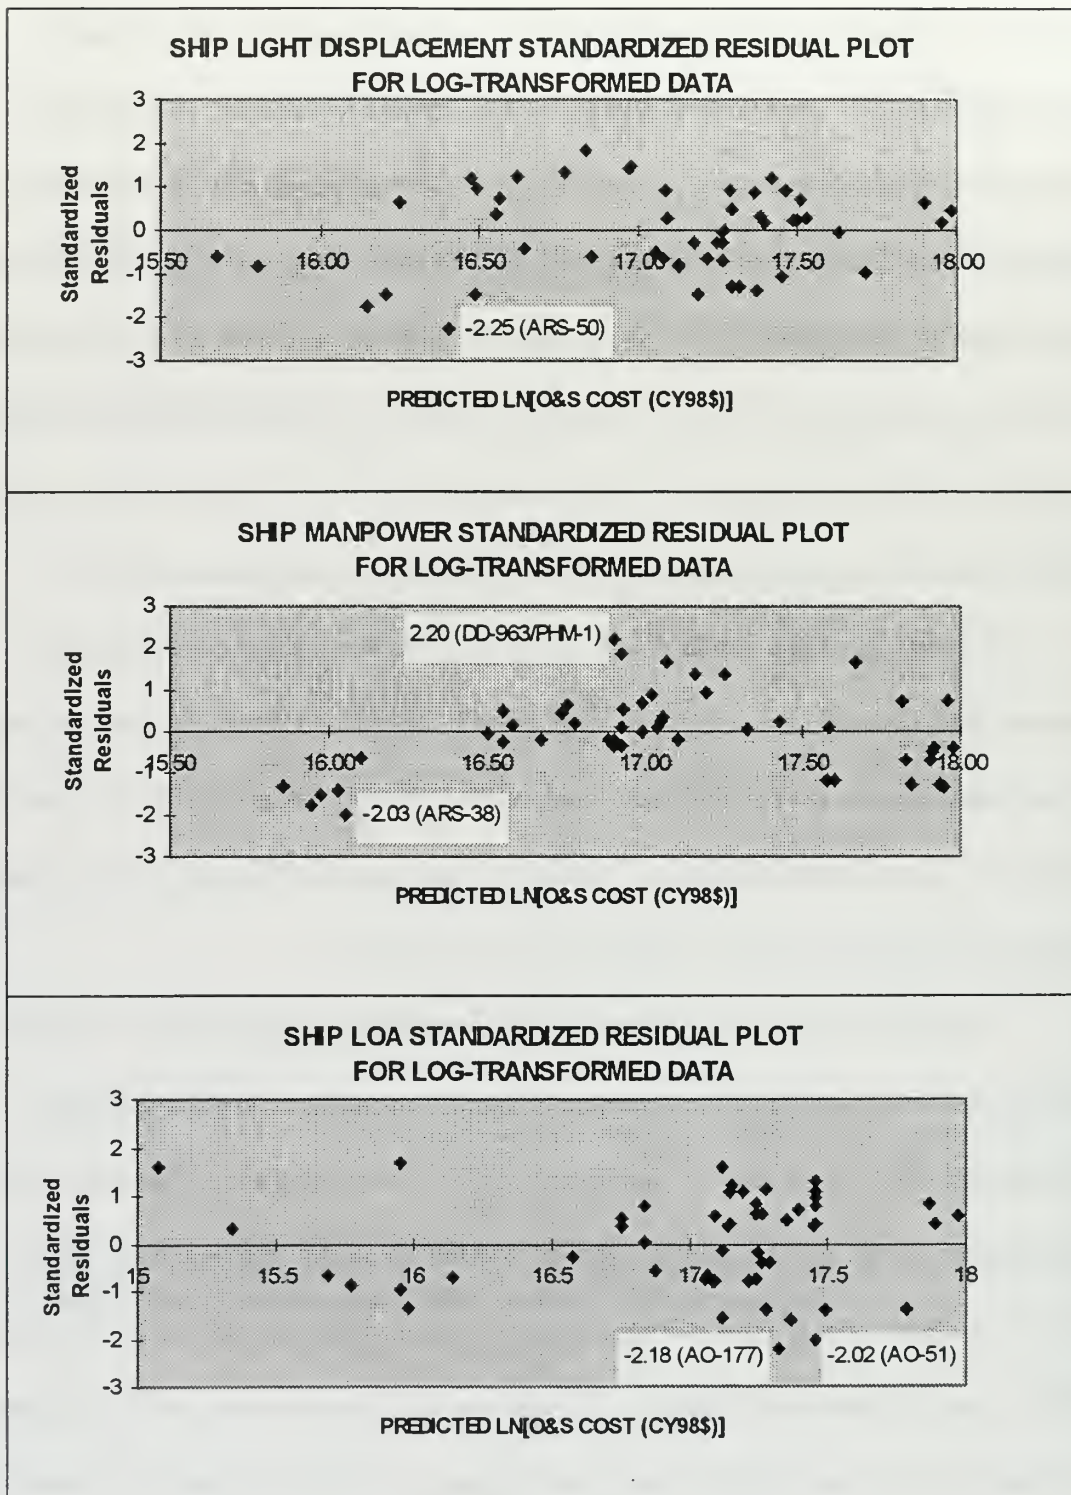 SHIP LIGHT DISPLACEMENT STANDARDIZED RESIDUAL PLOT
FOR LOG-TRANSFORMED DATA
Standardized
Residuals
3
2
1
0
-1
-2
-3
15.50 16.00 16.50 17.00 17.50 18.00
-2.25 (ARS-50)
PREDICTED LN[O&S COST (CY98$)]
SHIP MANPOWER STANDARDIZED RESIDUAL PLOT
FOR LOG-TRANSFORMED DATA
Standardized
Residuals
3
2
1
0
-1
-2
-3
2.20 (DD-963/PHM-1)
15.50 16.00 16.50 17.00 17.50 18.00
-2.03 (ARS-38)
PREDICTED LN[O&S COST (CY98$)]
SHIP LOA STANDARDIZED RESIDUAL PLOT
FOR LOG-TRANSFORMED DATA
Standardized
Residuals
3
2
1
0
-1
-2
-3
15 15.5 16 16.5 17 17.5 18
-2.18 (AO-177) -2.02 (AO-51)
PREDICTED LN[O&S COST (CY98$)]